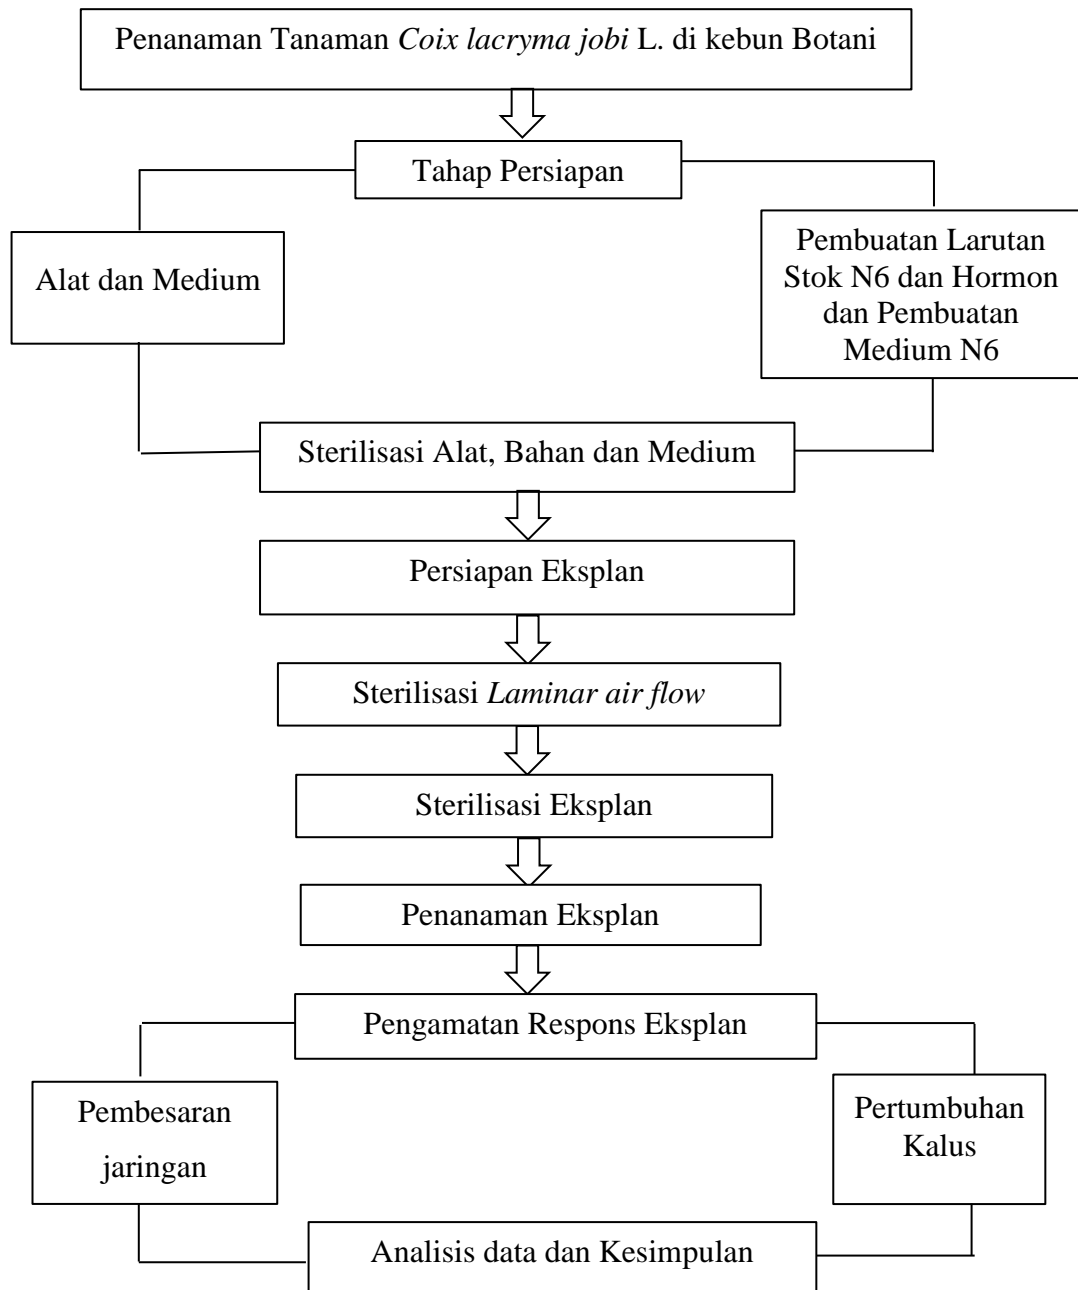 Penanaman Tanaman Coix lacryma jobi L. di kebun Botani
Tahap Persiapan
Alat dan Medium
Pembuatan Larutan
Stok N6 dan Hormon
dan Pembuatan
Medium N6
Sterilisasi Alat, Bahan dan Medium
Persiapan Eksplan
Sterilisasi Laminar air flow
Sterilisasi Eksplan
Penanaman Eksplan
Pengamatan Respons Eksplan
Pembesaran
jaringan
Pertumbuhan
Kalus
Analisis data dan Kesimpulan